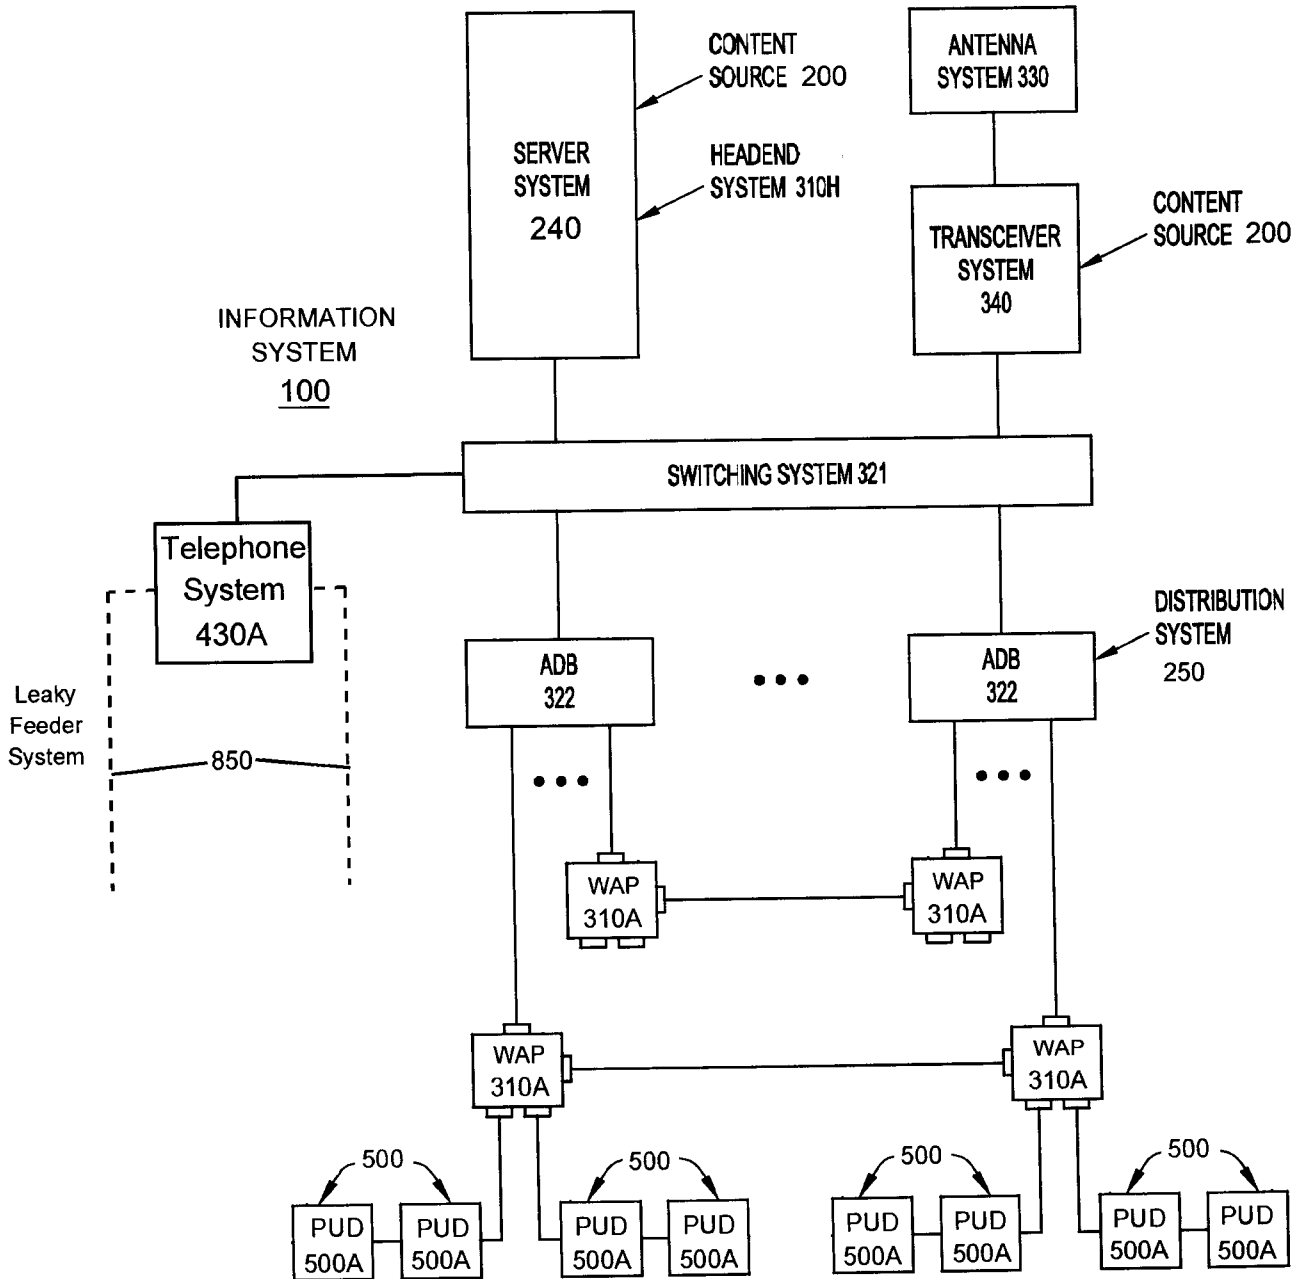 CONTENT
SOURCE 200
ANTENNA
SYSTEM 330
SERVER
SYSTEM
240
HEADEND
SYSTEM 310H
TRANSCEIVER
SYSTEM
340
CONTENT
SOURCE 200
INFORMATION
SYSTEM
100
SWITCHING SYSTEM 321
Telephone
System
430A
Leaky
Feeder
System
850
ADB
322
ADB
322
DISTRIBUTION
SYSTEM
250
WAP
310A
WAP
310A
WAP
310A
WAP
310A
500
500
500
500
PUD
500A
PUD
500A
PUD
500A
PUD
500A
PUD
500A
PUD
500A
PUD
500A
PUD
500A